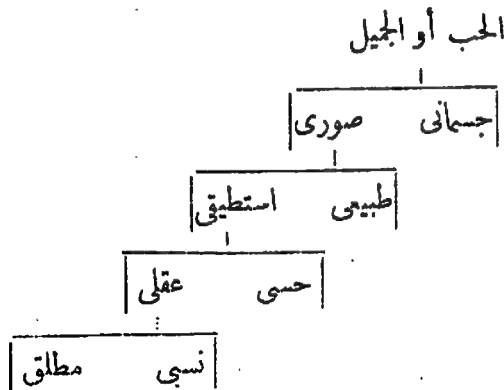 الحب أو الجميل
جسمانى صورى
طبيعى استطيقى
حسى عقلى
نسبى مطلق